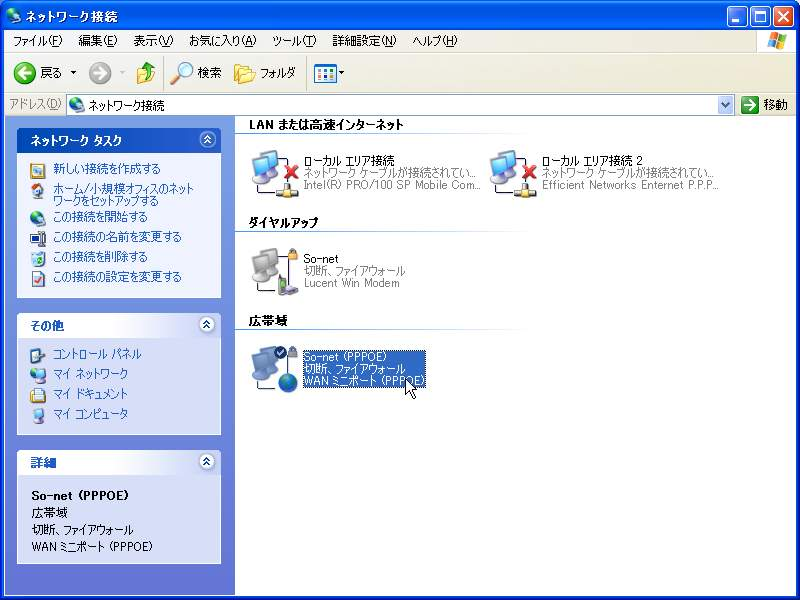 ネットワーク接続
ファイル(F) 編集(E) 表示(V) お気に入り(A) ツール(T) 詳細設定(N) ヘルプ(H)
戻る 検索 フォルダ
アドレス(D) ネットワーク接続 移動
ネットワーク タスク
新しい接続を作成する
ホーム/小規模オフィスのネット
ワークをセットアップする
この接続を開始する
この接続の名前を変更する
この接続を削除する
この接続の設定を変更する
その他
コントロール パネル
マイ ネットワーク
マイ ドキュメント
マイ コンピュータ
詳細
So-net (PPPOE)
広帯域
切断、ファイアウォール
WAN ミニポート (PPPOE)
LAN または高速インターネット
ローカル エリア接続
ネットワーク ケーブルが接続されてい...
Intel(R) PRO/100 SP Mobile Com...
ローカル エリア接続 2
ネットワーク ケーブルが接続されてい...
Efficient Networks Enternet P.P.P...
ダイヤルアップ
So-net
切断、ファイアウォール
Lucent Win Modem
広帯域
So-net (PPPOE)
切断、ファイアウォール
WAN ミニポート (PPPOE)